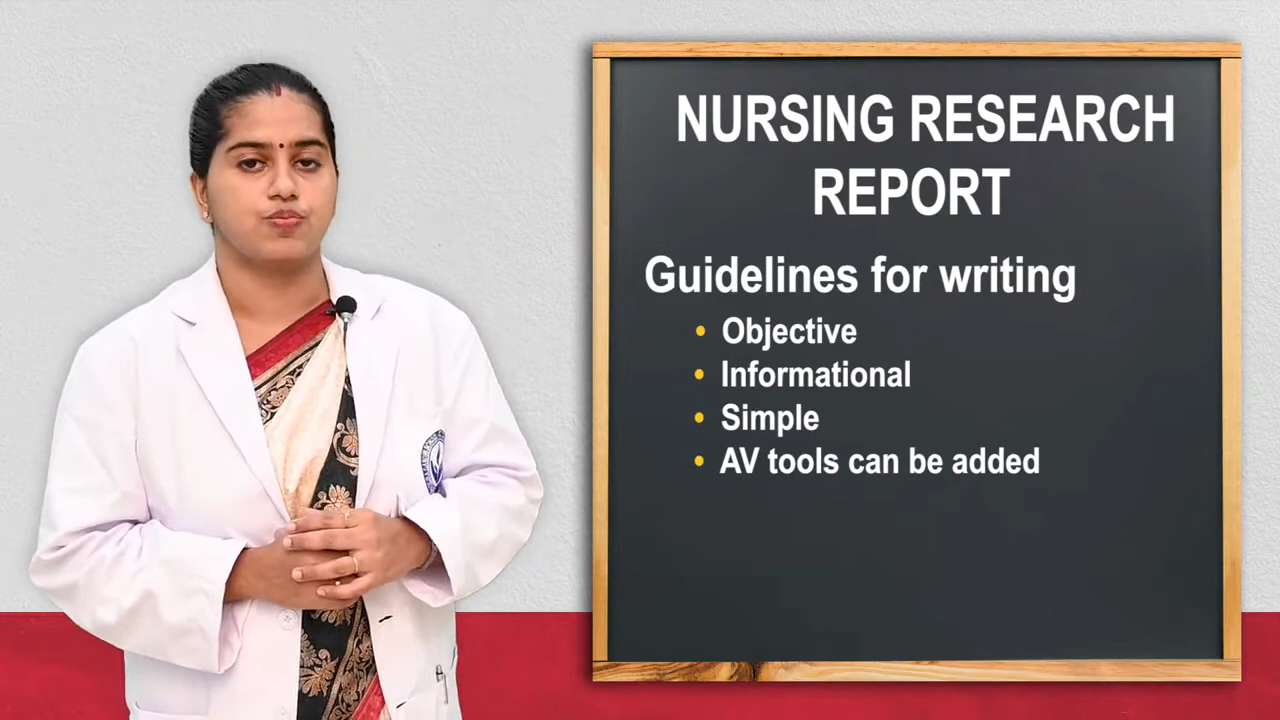 NURSING RESEARCH
REPORT
Guidelines for writing
• Objective
• Informational
• Simple
• AV tools can be added